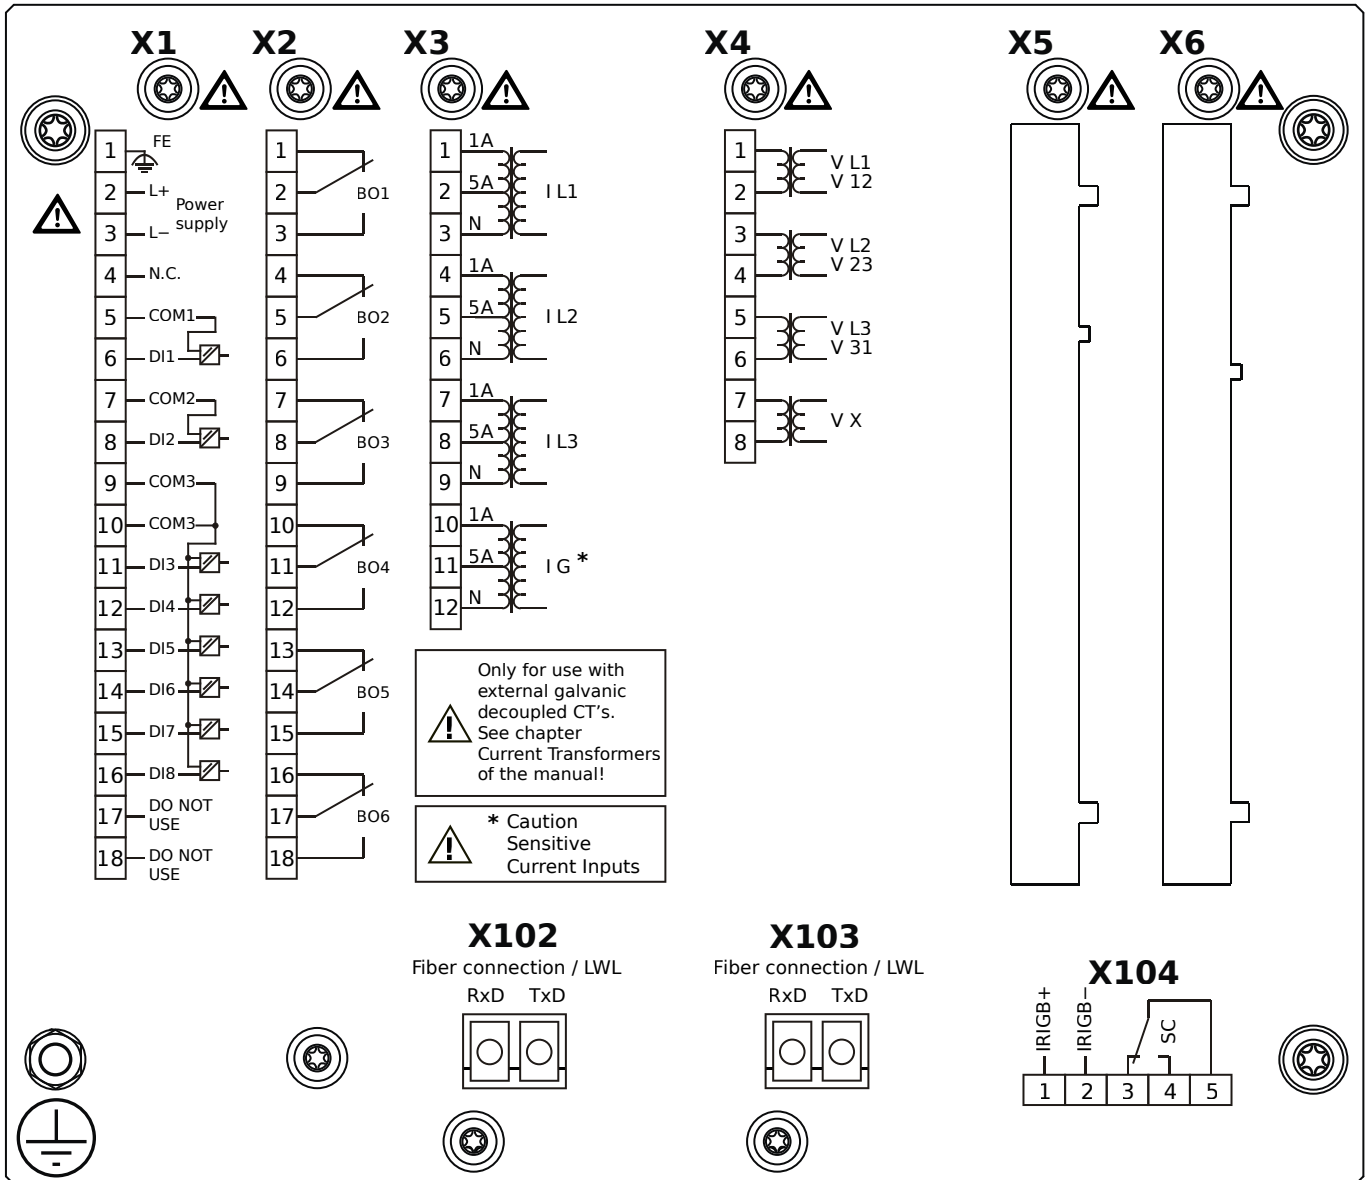 X1 X2 X3 X4 X5 X6
1 FE
2 L+
Power
supply
3 L−
4 N.C.
5 COM1
6 DI1
7 COM2
8 DI2
9 COM3
10 COM3
11 DI3
12 DI4
13 DI5
14 DI6
15 DI7
16 DI8
17 DO NOT
USE
18 DO NOT
USE
1
2 BO1
3
4
5 BO2
6
7
8 BO3
9
10
11 BO4
12
13
14 BO5
15
16
17 BO6
18
1 1A
2 5A I L1
3 N
4 1A
5 5A I L2
6 N
7 1A
8 5A I L3
9 N
10 1A
11 5A I G *
12 N
Only for use with
external galvanic
decoupled CT's.
See chapter
Current Transformers
of the manual!
* Caution
Sensitive
Current Inputs
1 V L1
2 V 12
3 V L2
4 V 23
5 V L3
6 V 31
7 V X
8
X102
Fiber connection / LWL
RxD TxD
X103
Fiber connection / LWL
RxD TxD
X104
IRIGB+ IRIGB− SC
1 2 3 4 5